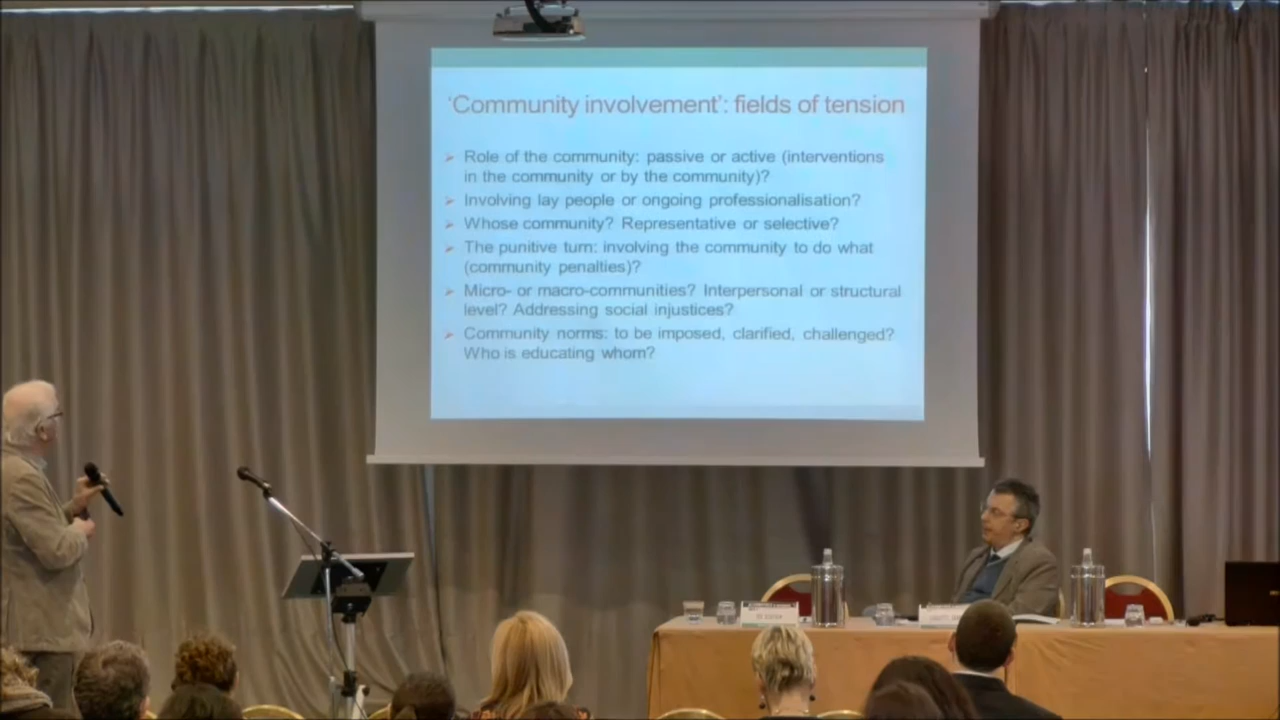 'Community involvement': fields of tension
➢ Role of the community: passive or active (interventions
in the community or by the community)?
➢ Involving lay people or ongoing professionalisation?
➢ Whose community? Representative or selective?
➢ The punitive turn: involving the community to do what
(community penalties)?
➢ Micro- or macro-communities? Interpersonal or structural
level? Addressing social injustices?
➢ Community norms: to be imposed, clarified, challenged?
Who is educating whom?